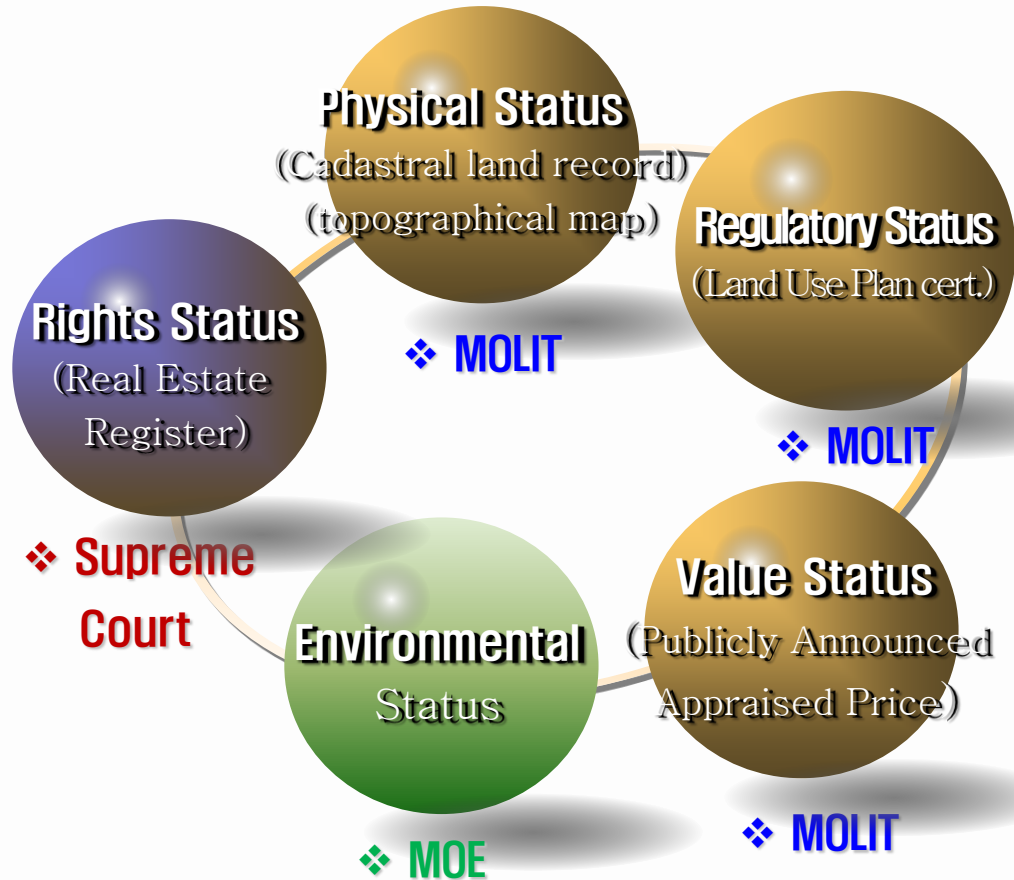 Physical Status
(Cadastral land record)
(topographical map)
❖ MOLIT
Regulatory Status
(Land Use Plan cert.)
❖ MOLIT
Rights Status
(Real Estate
Register)
❖ Supreme
Court
Environmental
Status
❖ MOE
Value Status
(Publicly Announced
Appraised Price)
❖ MOLIT